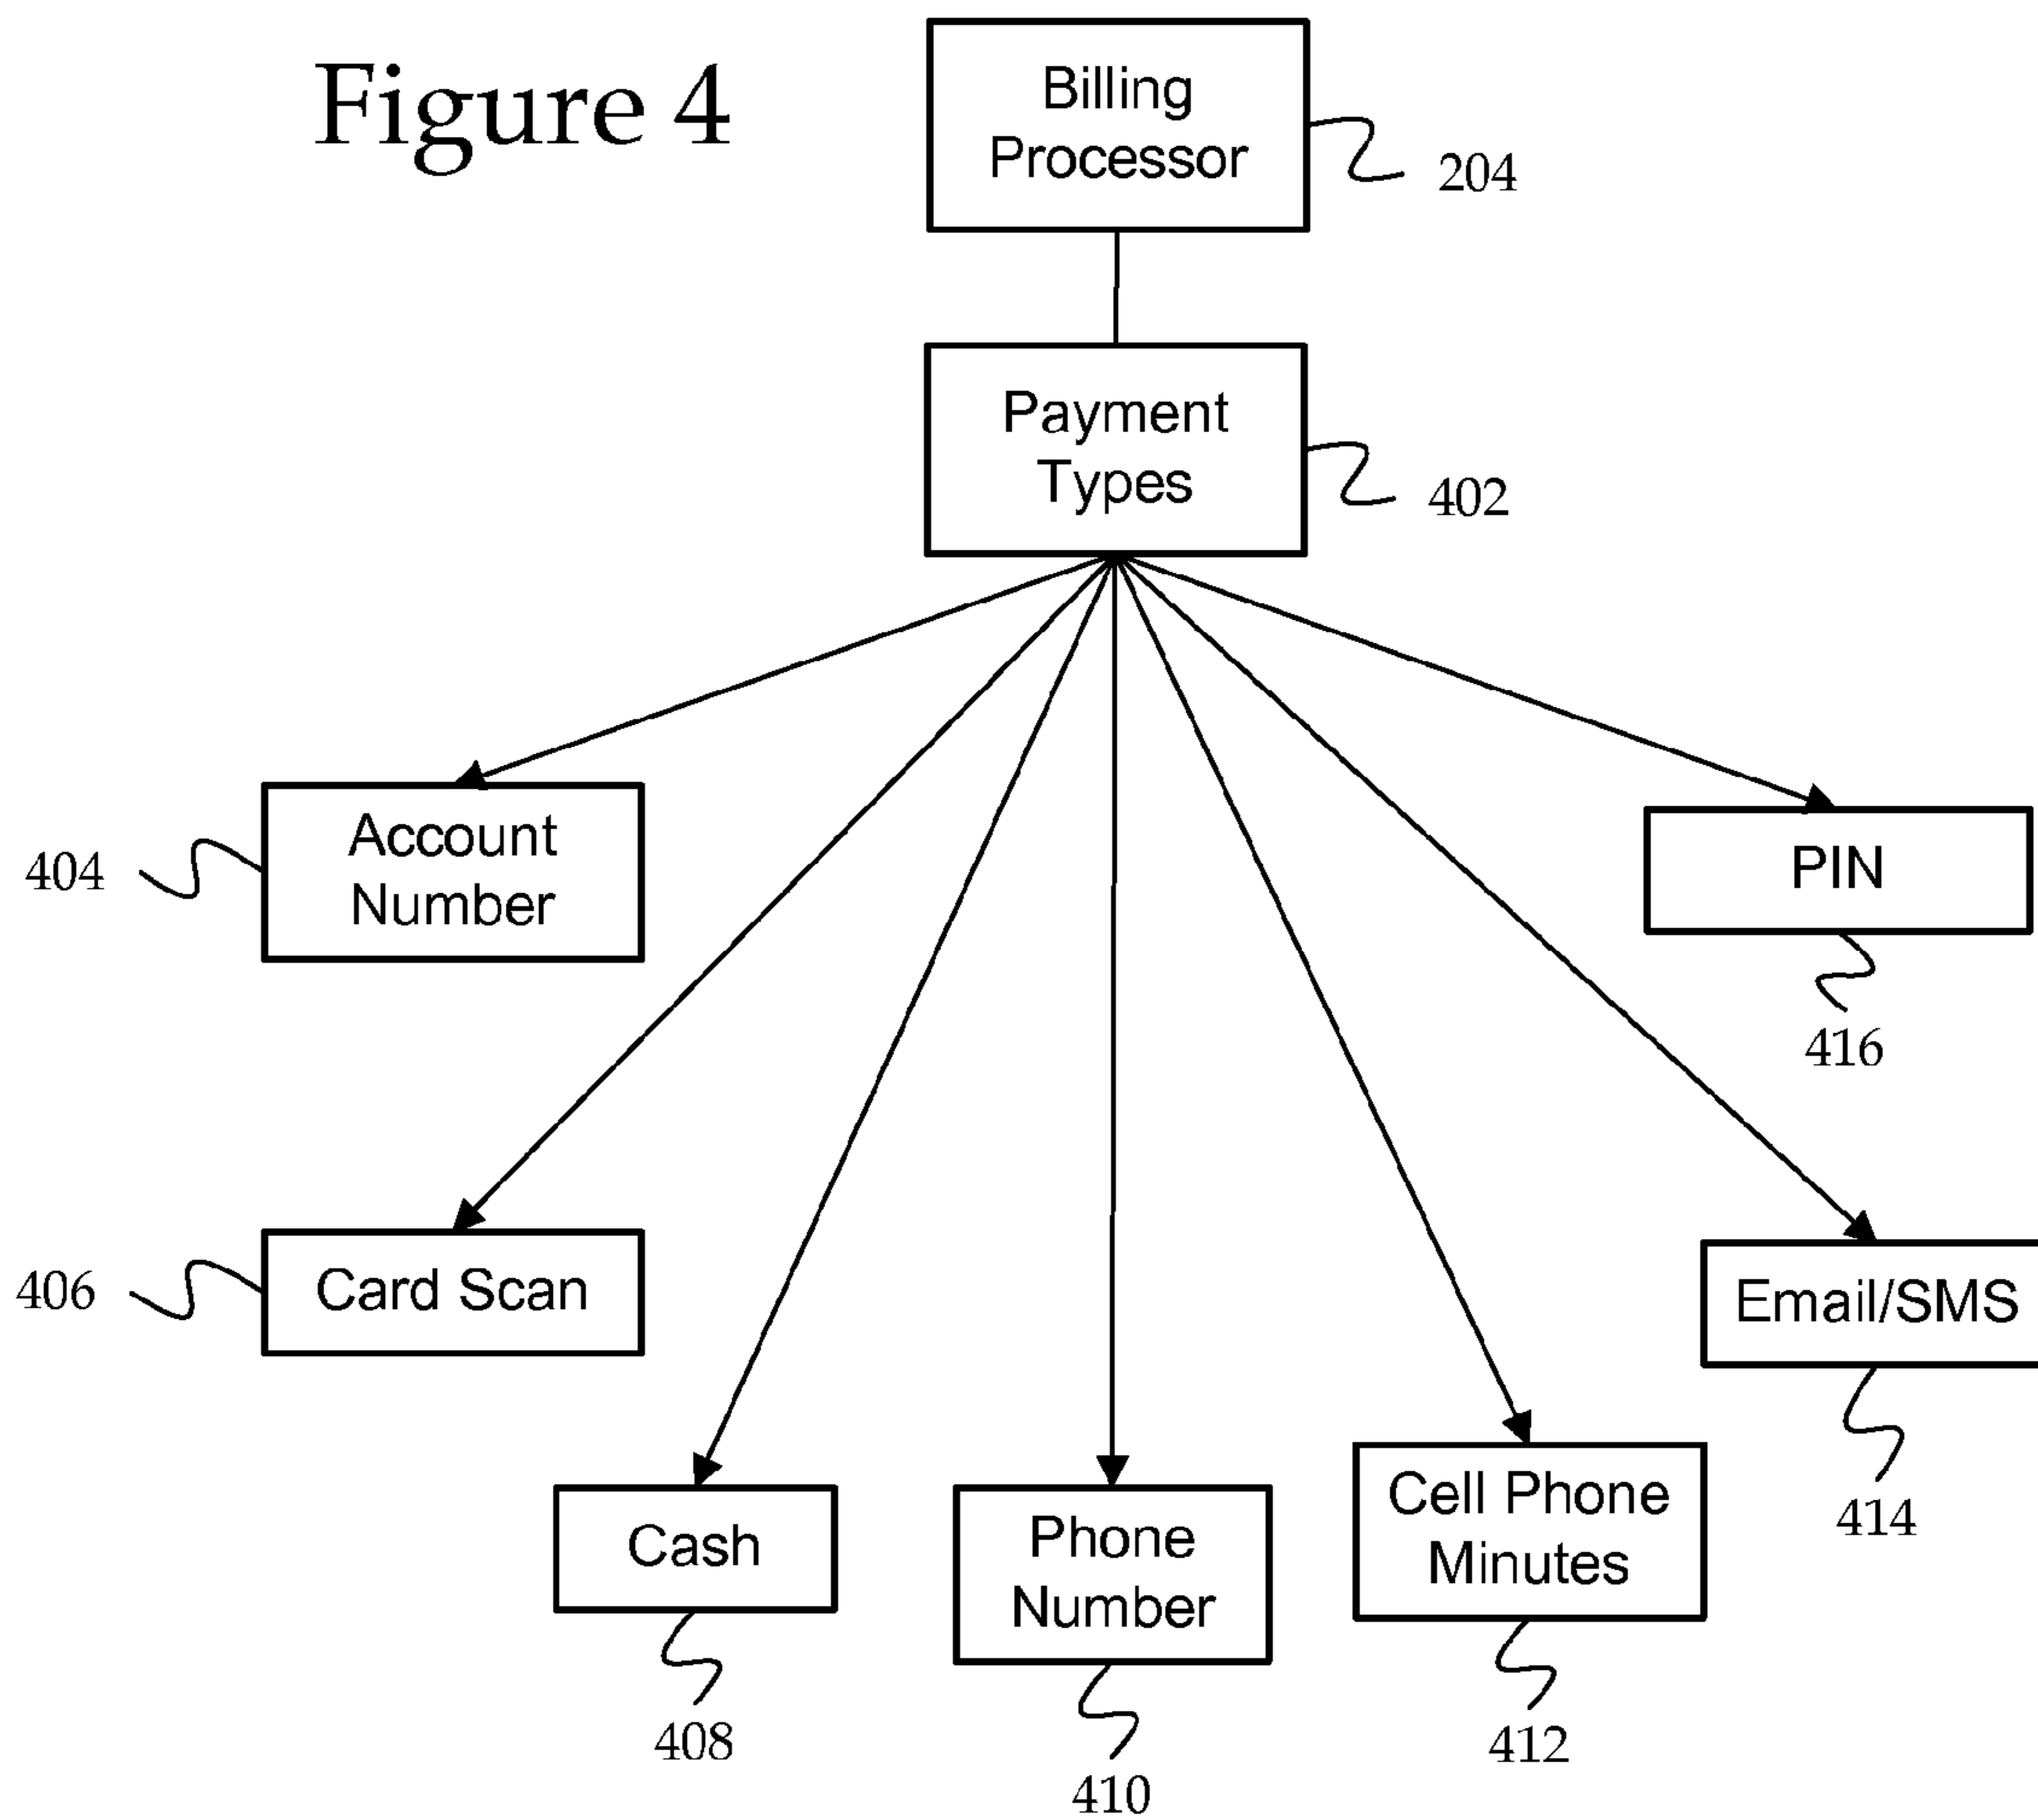 Figure 4
Billing
Processor
204
Payment
Types
402
Account
Number
404
PIN
416
Card Scan
406
Email/SMS
414
Cash
408
Phone
Number
410
Cell Phone
Minutes
412